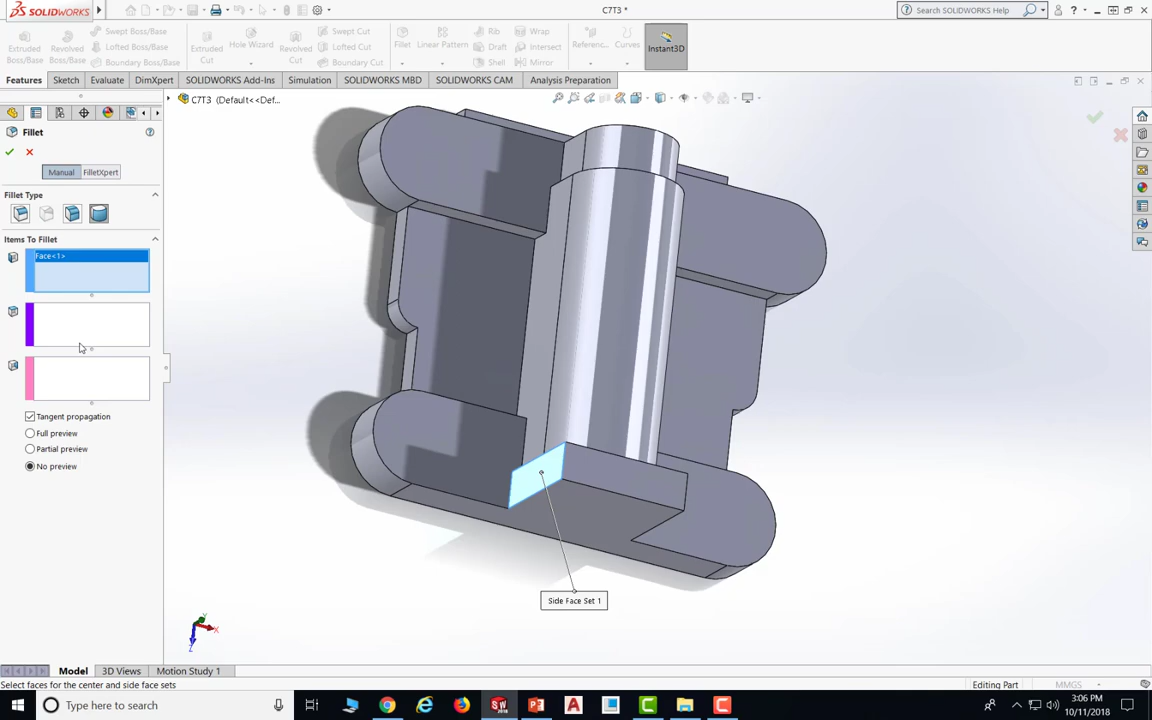 SOLIDWORKS
C7T3 *
Search SOLIDWORKS Help
Extruded Boss/Base
Revolved Boss/Base
Swept Boss/Base
Lofted Boss/Base
Boundary Boss/Base
Extruded Cut
Hole Wizard
Revolved Cut
Swept Cut
Lofted Cut
Boundary Cut
Fillet
Linear Pattern
Rib
Draft
Shell
Wrap
Intersect
Mirror
Referenc...
Curves
Instant3D
Features
Sketch
Evaluate
DimXpert
SOLIDWORKS Add-Ins
Simulation
SOLIDWORKS MBD
SOLIDWORKS CAM
Analysis Preparation
C7T3 (Default<<Def...
Fillet
Manual
FilletXpert
Fillet Type
Items To Fillet
Face<1>
Tangent propagation
Full preview
Partial preview
No preview
Side Face Set 1
Y
X
Z
Model
3D Views
Motion Study 1
Select faces for the center and side face sets
Editing Part
MMGS
Type here to search
3:06 PM
10/11/2018